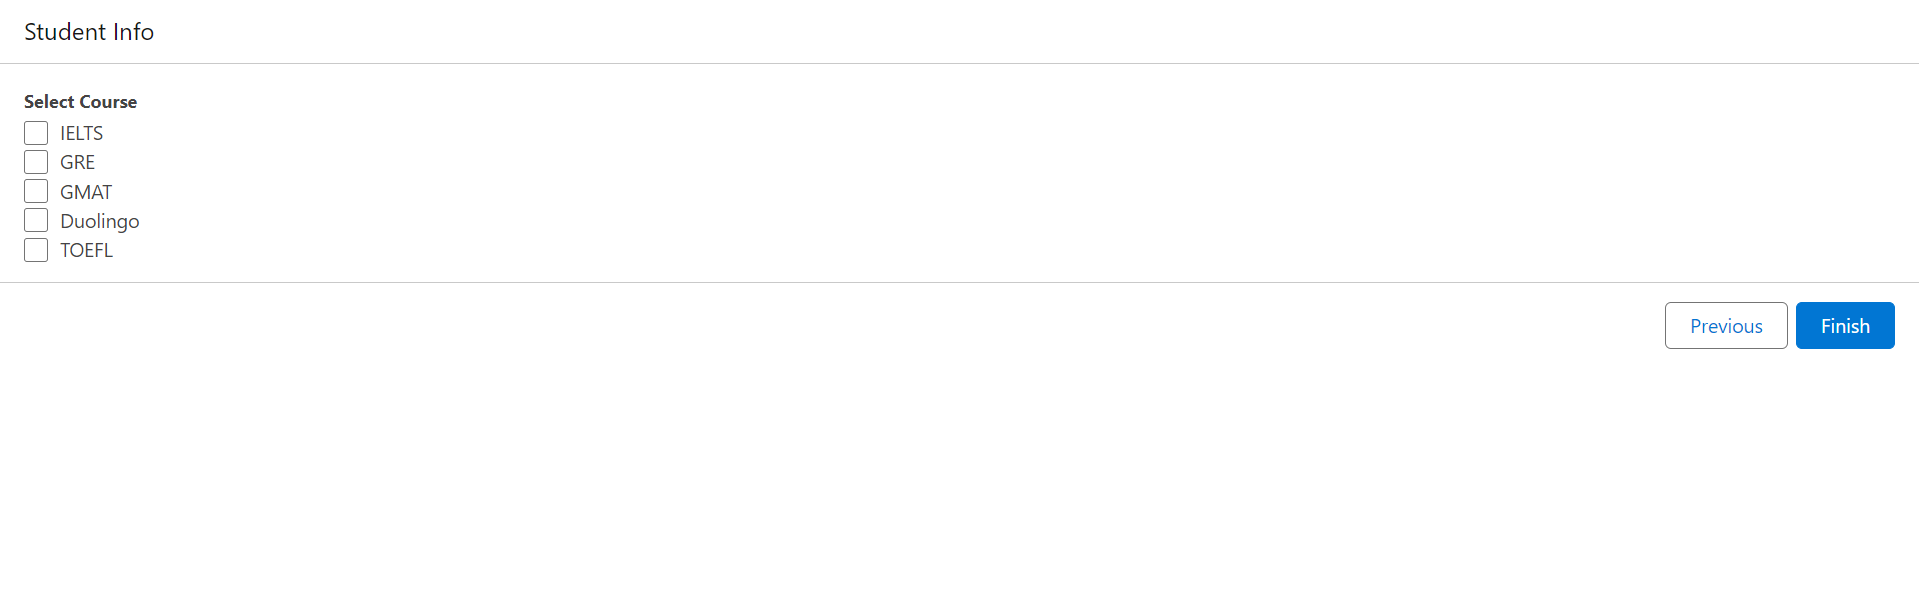 Student Info
Select Course
IELTS
GRE
GMAT
Duolingo
TOEFL
Previous Finish